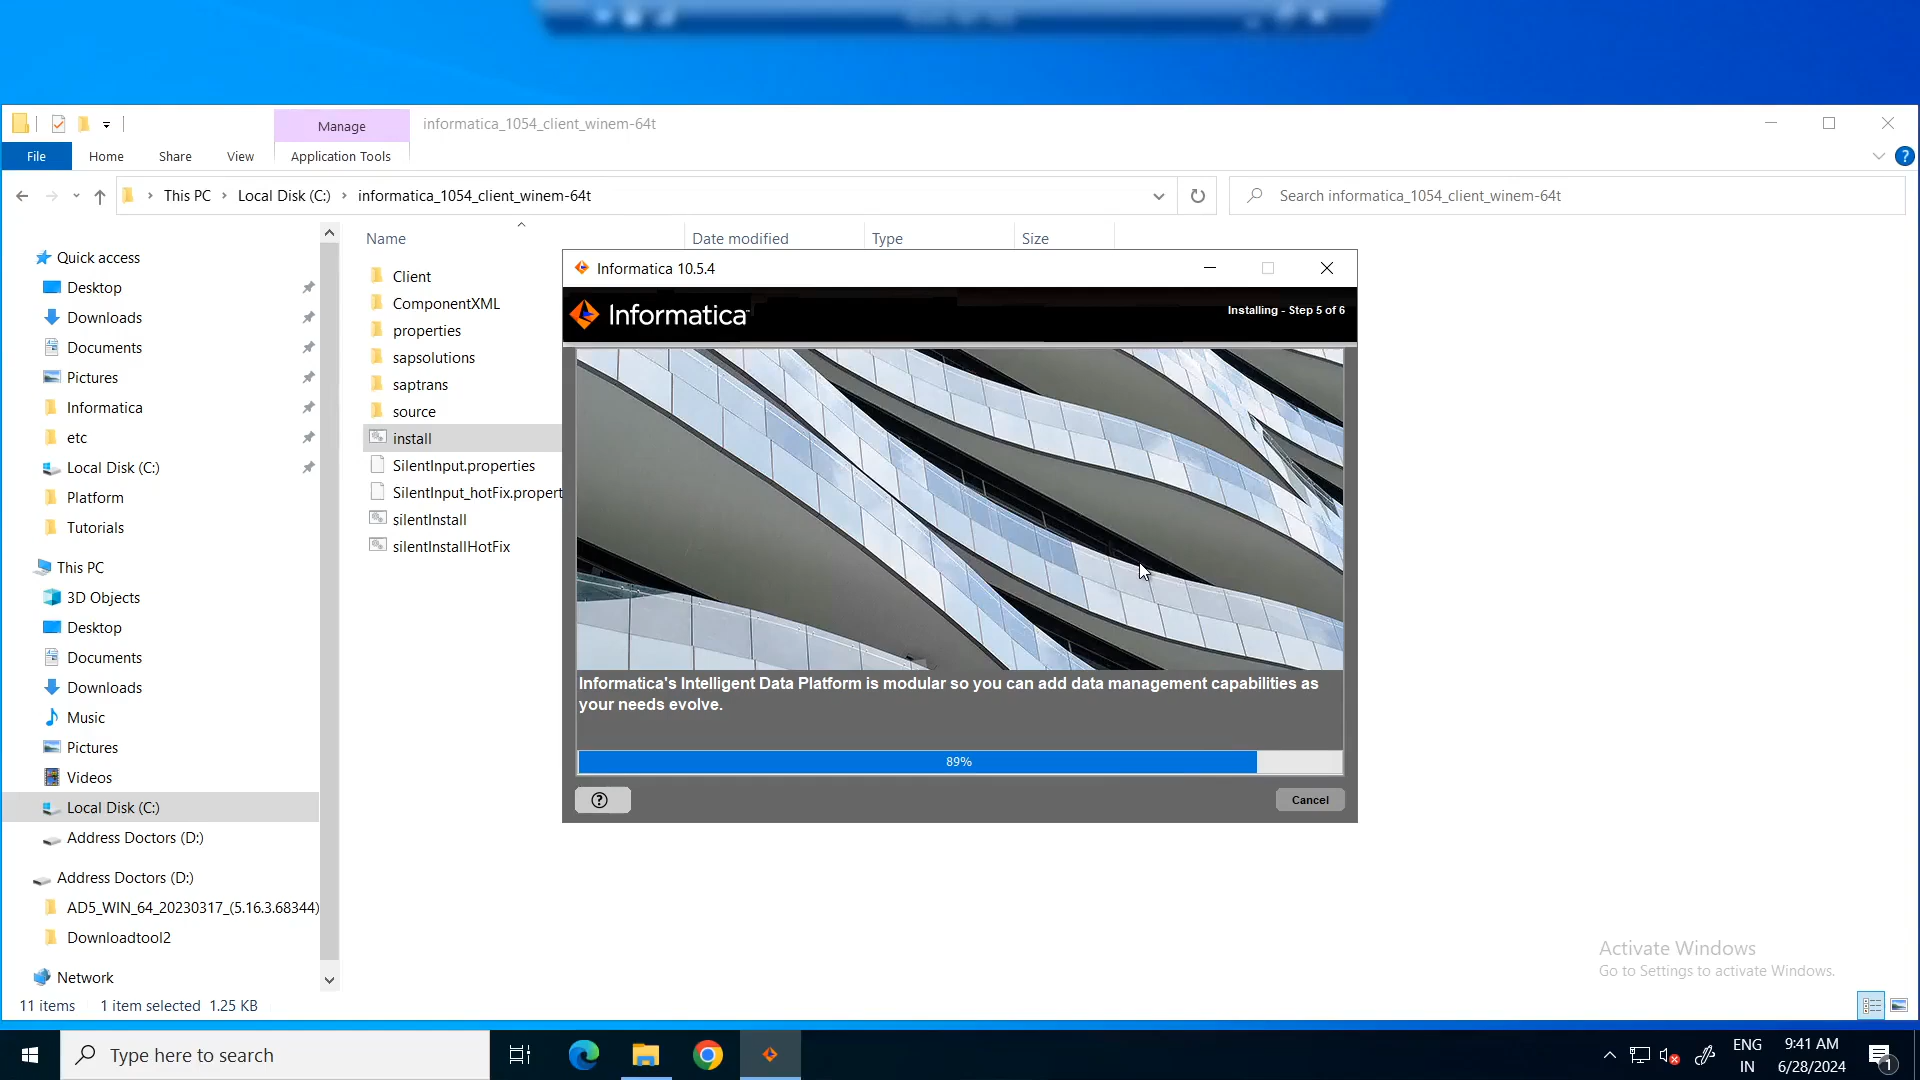 Manage
informatica_1054_client_winem-64t
File
Home
Share
View
Application Tools
This PC > Local Disk (C:) > informatica_1054_client_winem-64t
Search informatica_1054_client_winem-64t
Name
Date modified
Type
Size
Quick access
Desktop
Downloads
Documents
Pictures
Informatica
etc
Local Disk (C:)
Platform
Tutorials
This PC
3D Objects
Desktop
Documents
Downloads
Music
Pictures
Videos
Local Disk (C:)
Address Doctors (D:)
Address Doctors (D:)
AD5_WIN_64_20230317_(5.16.3.68344)
Downloadtool2
Network
Client
ComponentXML
properties
sapsolutions
saptrans
source
install
SilentInput.properties
SilentInput_hotFix.propert
silentInstall
silentInstallHotFix
Informatica 10.5.4
Informatica
Installing - Step 5 of 6
Informatica's Intelligent Data Platform is modular so you can add data management capabilities as
your needs evolve.
89%
Cancel
Activate Windows
Go to Settings to activate Windows.
11 items
1 item selected 1.25 KB
Type here to search
ENG
IN
9:41 AM
6/28/2024
1